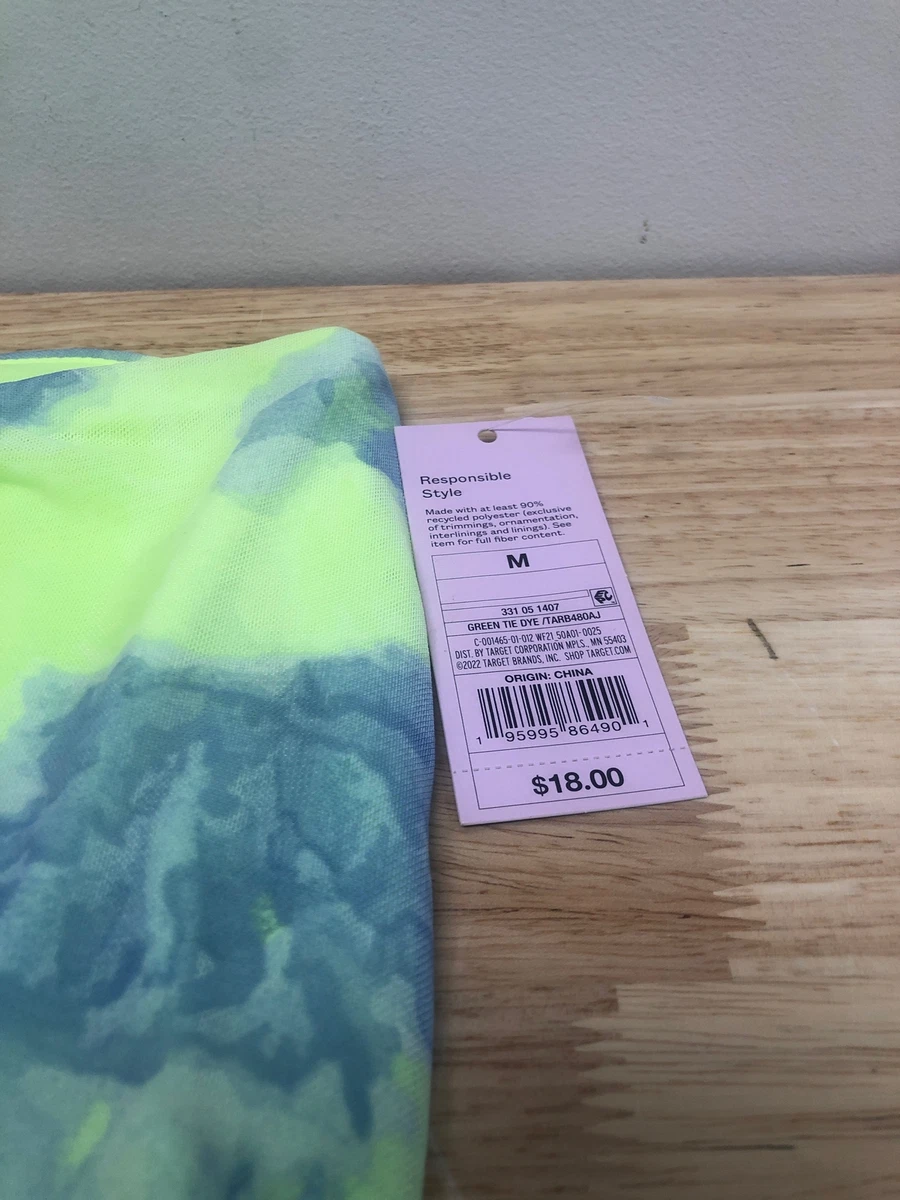 Responsible
Style
Made with at least 90%
recycled polyester (exclusive
of trimmings, ornamentation,
interlinings and linings). See
item for full fiber content.
M
331 05 1407
GREEN TIE DYE /TARB480AJ
C-001465-01-012 WF21 50A01-0025
DIST. BY TARGET CORPORATION MPLS., MN 55403
©2022 TARGET BRANDS, INC. SHOP TARGET.COM
ORIGIN: CHINA
1 95995 86490 1
$18.00